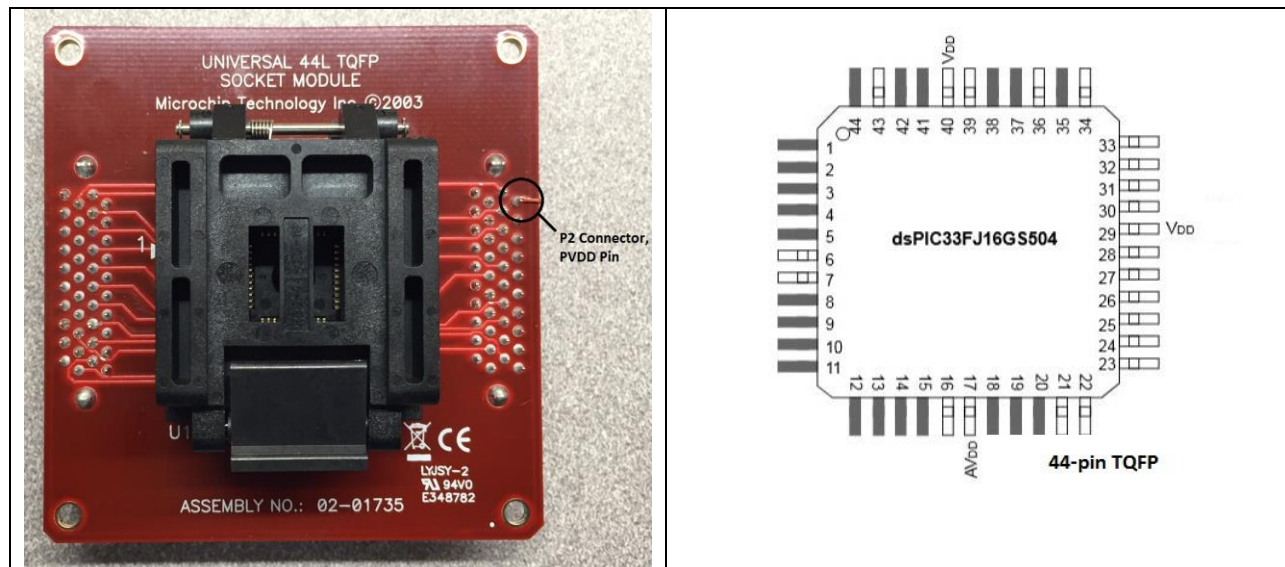 UNIVERSAL 44L TQFP
SOCKET MODULE
Microchip Technology Inc. ©2003
1
P2 Connector,
PVDD Pin
CE
LYJSY-2
94V0
E348782
ASSEMBLY NO.: 02-01735
VDD
44 43 42 41 40 39 38 37 36 35 34
1
2
3
4
5
6
7
8
9
10
11
dsPIC33FJ16GS504
33
32
31
30
29
28
27
26
25
24
23
VDD
12 13 14 15 16 17 18 19 20 21 22
AVDD
44-pin TQFP